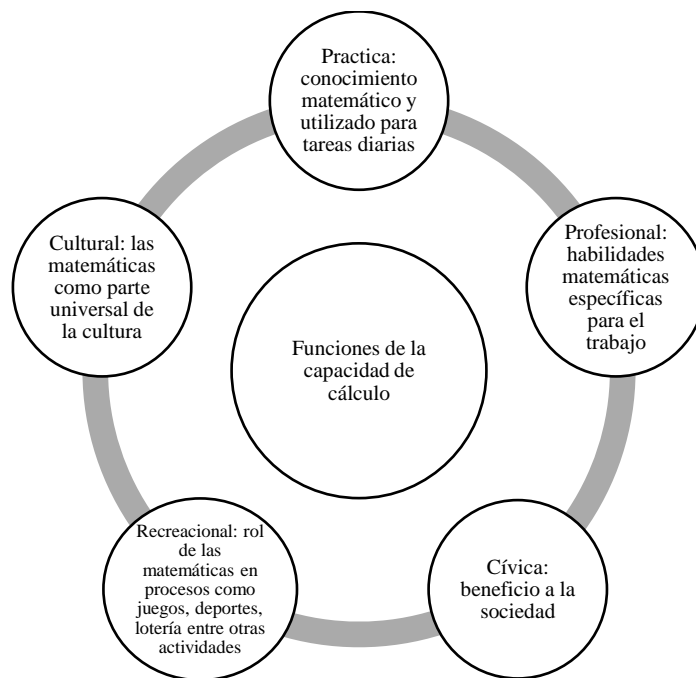 Practica:
conocimiento
matemático y
utilizado para
tareas diarias
Profesional:
habilidades
matemáticas
específicas
para el
trabajo
Cívica:
beneficio a la
sociedad
Recreacional: rol
de las
matemáticas en
procesos como
juegos, deportes,
lotería entre otras
actividades
Cultural: las
matemáticas
como parte
universal de
la cultura
Funciones de la
capacidad de
cálculo